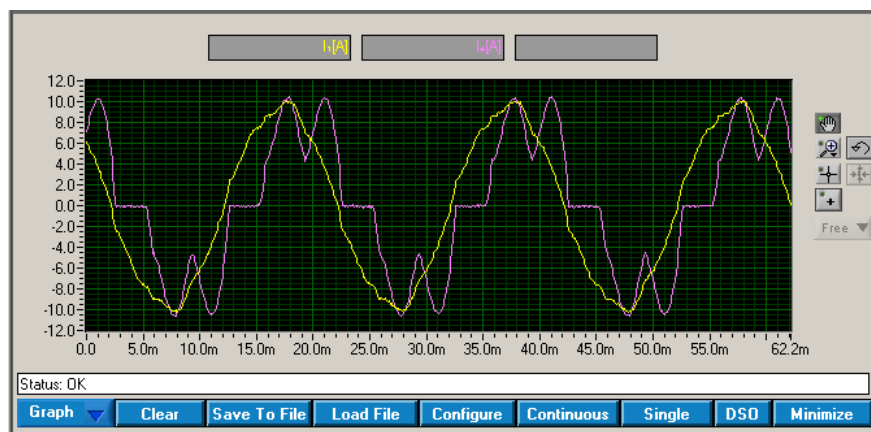 I₁[A] I₄[A]
12.0
10.0
8.0
6.0
4.0
2.0
0.0
-2.0
-4.0
-6.0
-8.0
-10.0
-12.0
0.0 5.0m 10.0m 15.0m 20.0m 25.0m 30.0m 35.0m 40.0m 45.0m 50.0m 55.0m 62.2m
Free
Status: OK
Graph Clear Save To File Load File Configure Continuous Single DSO Minimize